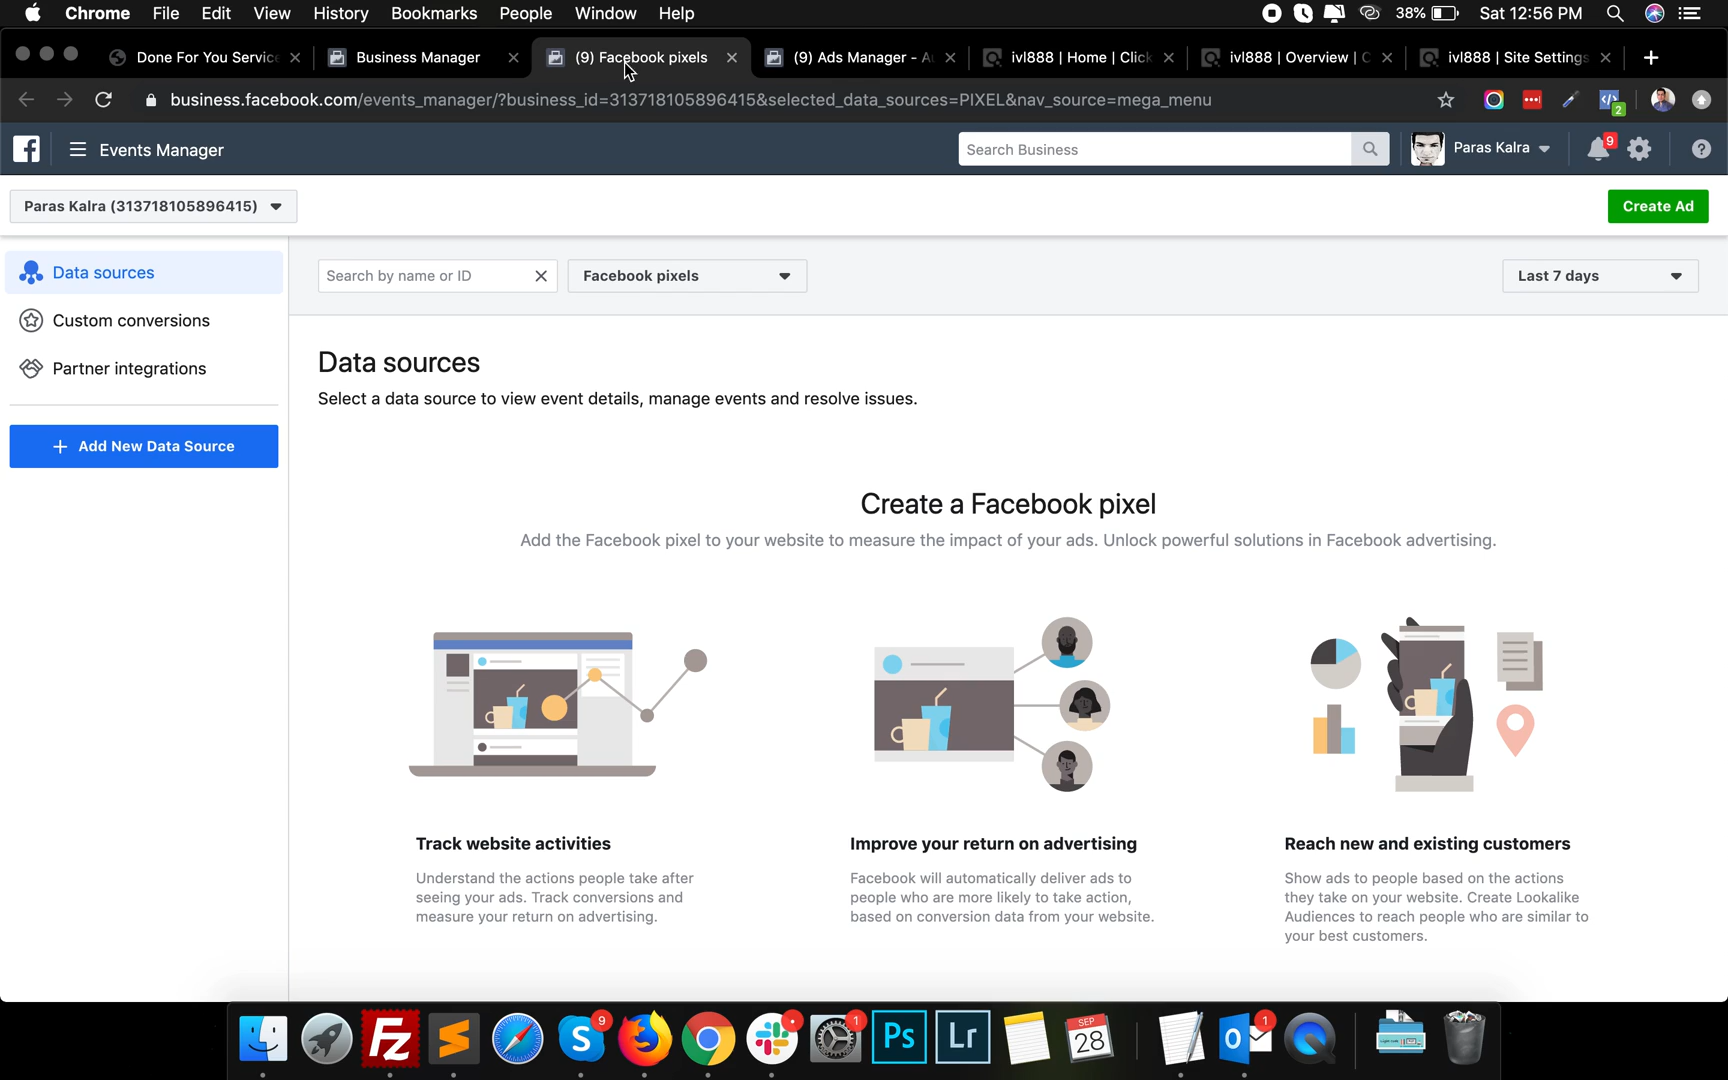 Chrome File Edit View History Bookmarks People Window Help
38% Sat 12:56 PM
Done For You Service
Business Manager
(9) Facebook pixels
(9) Ads Manager - A
ivl888 | Home | Click
ivl888 | Overview | C
ivl888 | Site Settings
business.facebook.com/events_manager/?business_id=313718105896415&selected_data_sources=PIXEL&nav_source=mega_menu
2
Events Manager
Search Business
Paras Kalra
9
Paras Kalra (313718105896415)
Create Ad
Data sources
Custom conversions
Partner integrations
+ Add New Data Source
Search by name or ID
Facebook pixels
Last 7 days
Data sources
Select a data source to view event details, manage events and resolve issues.
Create a Facebook pixel
Add the Facebook pixel to your website to measure the impact of your ads. Unlock powerful solutions in Facebook advertising.
Track website activities
Understand the actions people take after
seeing your ads. Track conversions and
measure your return on advertising.
Improve your return on advertising
Facebook will automatically deliver ads to
people who are more likely to take action,
based on conversion data from your website.
Reach new and existing customers
Show ads to people based on the actions
they take on your website. Create Lookalike
Audiences to reach people who are similar to
your best customers.
Fz
S
9
1
Ps
Lr
SEP
28
1